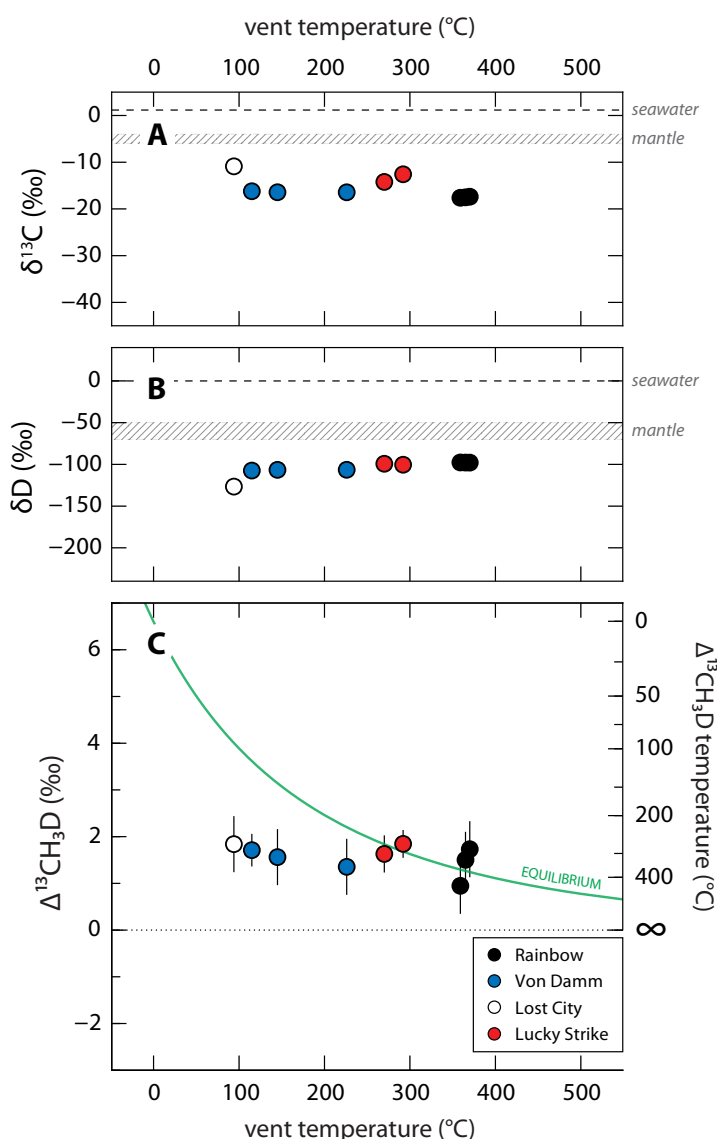 vent temperature (°C)
0 100 200 300 400 500
A
0
−10
−20
−30
−40
δ¹³C (‰)
seawater
mantle
B
0
−50
−100
−150
−200
δD (‰)
seawater
mantle
C
6
4
2
0
−2
Δ¹³CH₃D (‰)
EQUILIBRIUM
0
50
100
200
400
∞
Δ¹³CH₃D temperature (°C)
Rainbow
Von Damm
Lost City
Lucky Strike
0 100 200 300 400 500
vent temperature (°C)